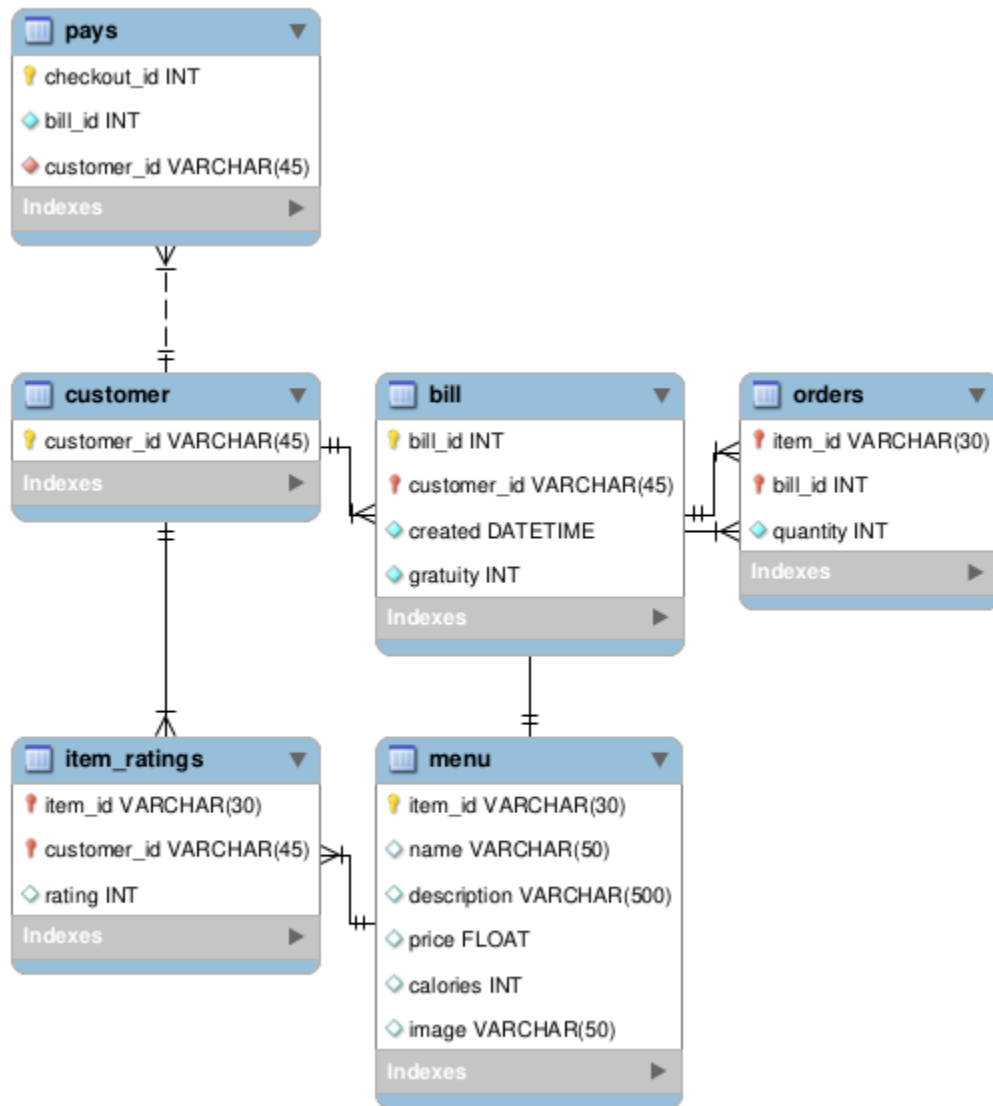 pays
checkout_id INT
bill_id INT
customer_id VARCHAR(45)
Indexes
customer
customer_id VARCHAR(45)
Indexes
bill
bill_id INT
customer_id VARCHAR(45)
created DATETIME
gratuity INT
Indexes
orders
item_id VARCHAR(30)
bill_id INT
quantity INT
Indexes
item_ratings
item_id VARCHAR(30)
customer_id VARCHAR(45)
rating INT
Indexes
menu
item_id VARCHAR(30)
name VARCHAR(50)
description VARCHAR(500)
price FLOAT
calories INT
image VARCHAR(50)
Indexes